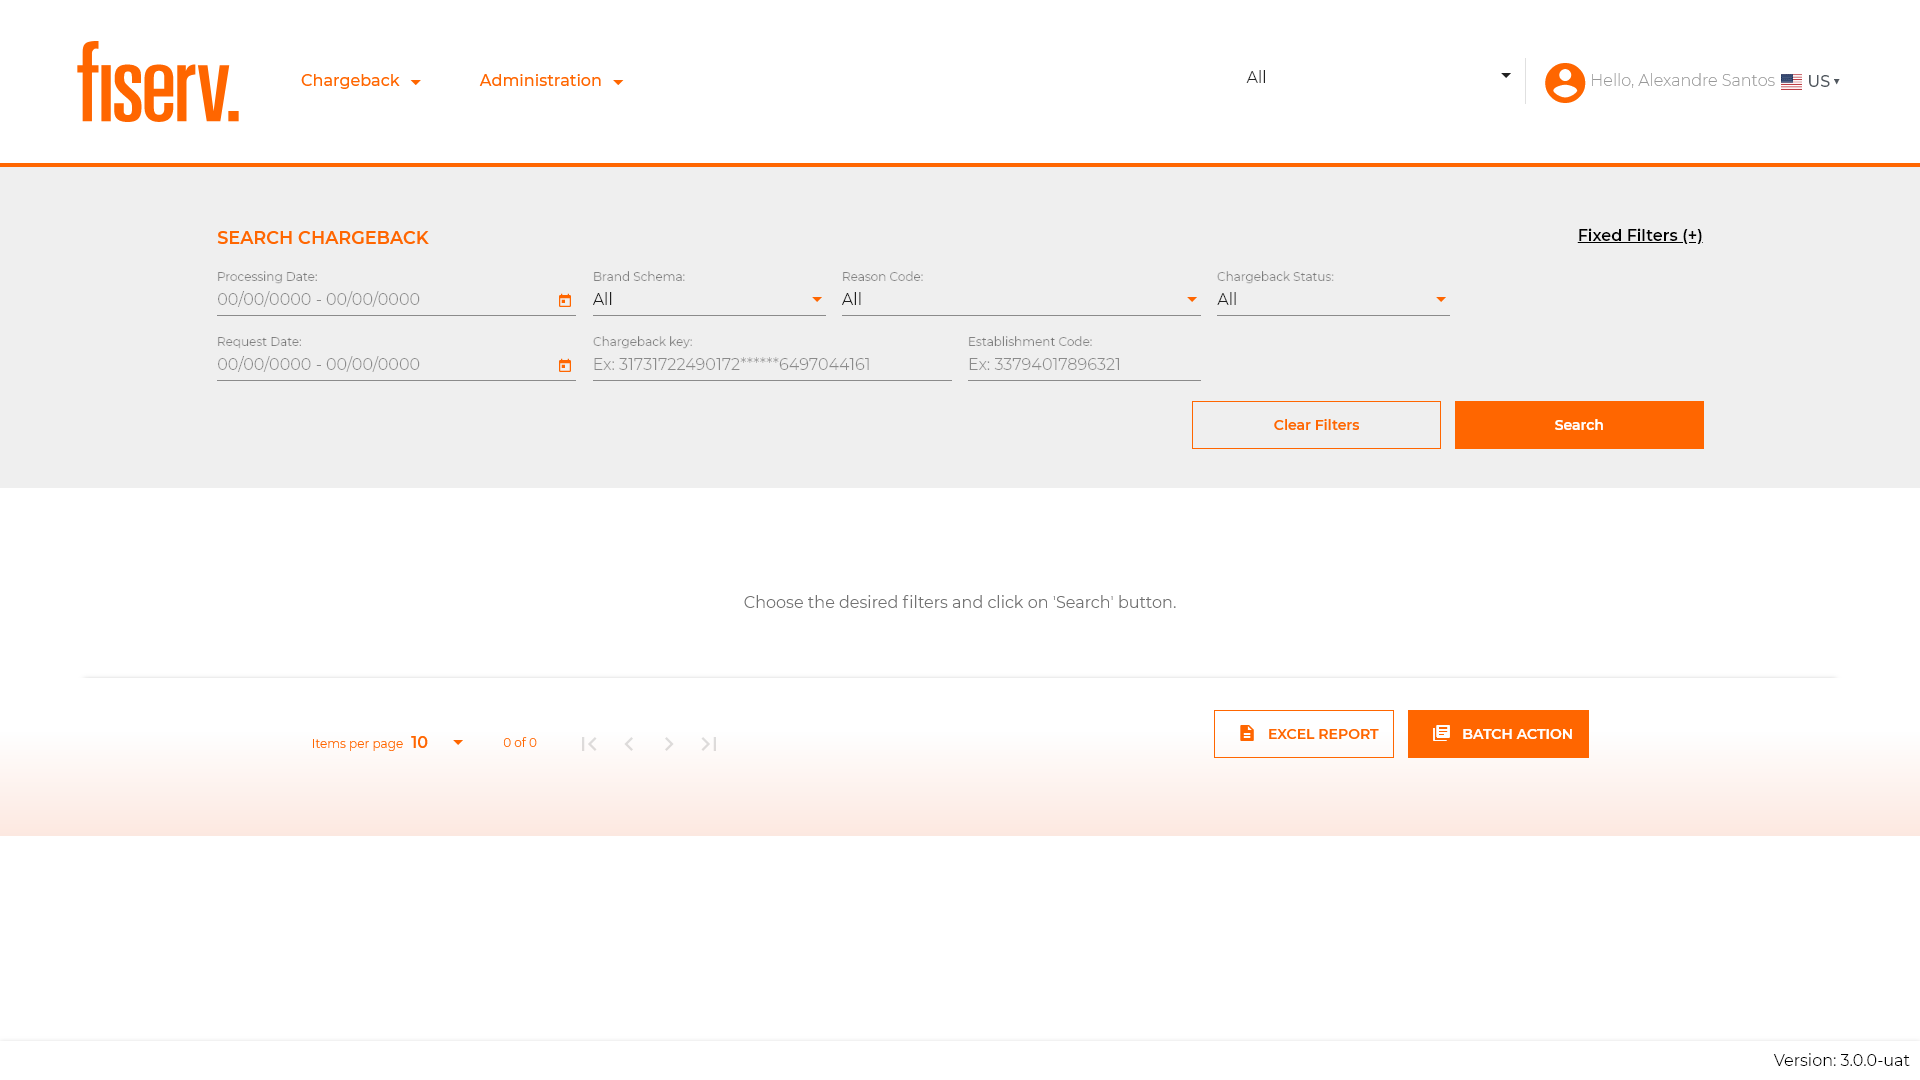 fiserv.
Chargeback
Administration
All
Hello, Alexandre Santos
US
SEARCH CHARGEBACK
Fixed Filters (+)
Processing Date:
00/00/0000 - 00/00/0000
Brand Schema:
All
Reason Code:
All
Chargeback Status:
All
Request Date:
00/00/0000 - 00/00/0000
Chargeback key:
Ex: 31731722490172******6497044161
Establishment Code:
Ex: 33794017896321
Clear Filters
Search
Choose the desired filters and click on 'Search' button.
Items per page 10
0 of 0
EXCEL REPORT
BATCH ACTION
Version: 3.0.0-uat